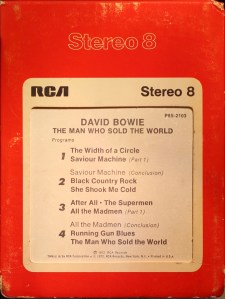 Stereo 8
RCA Stereo 8
P8S-2103
DAVID BOWIE
THE MAN WHO SOLD THE WORLD
Programs
1 The Width of a Circle
Saviour Machine (Part 1)
Saviour Machine (Conclusion)
2 Black Country Rock
She Shook Me Cold
3 After All - The Supermen
All the Madmen (Part 1)
All the Madmen (Conclusion)
4 Running Gun Blues
The Man Who Sold the World